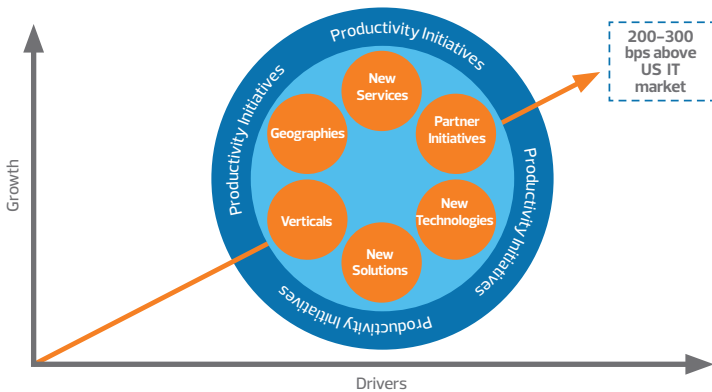 Productivity Initiatives
200–300
bps above
US IT
market
New
Services
Productivity Initiatives
Geographies
Partner
Initiatives
Growth
Verticals
New
Technologies
Productivity Initiatives
New
Solutions
Productivity Initiatives
Drivers